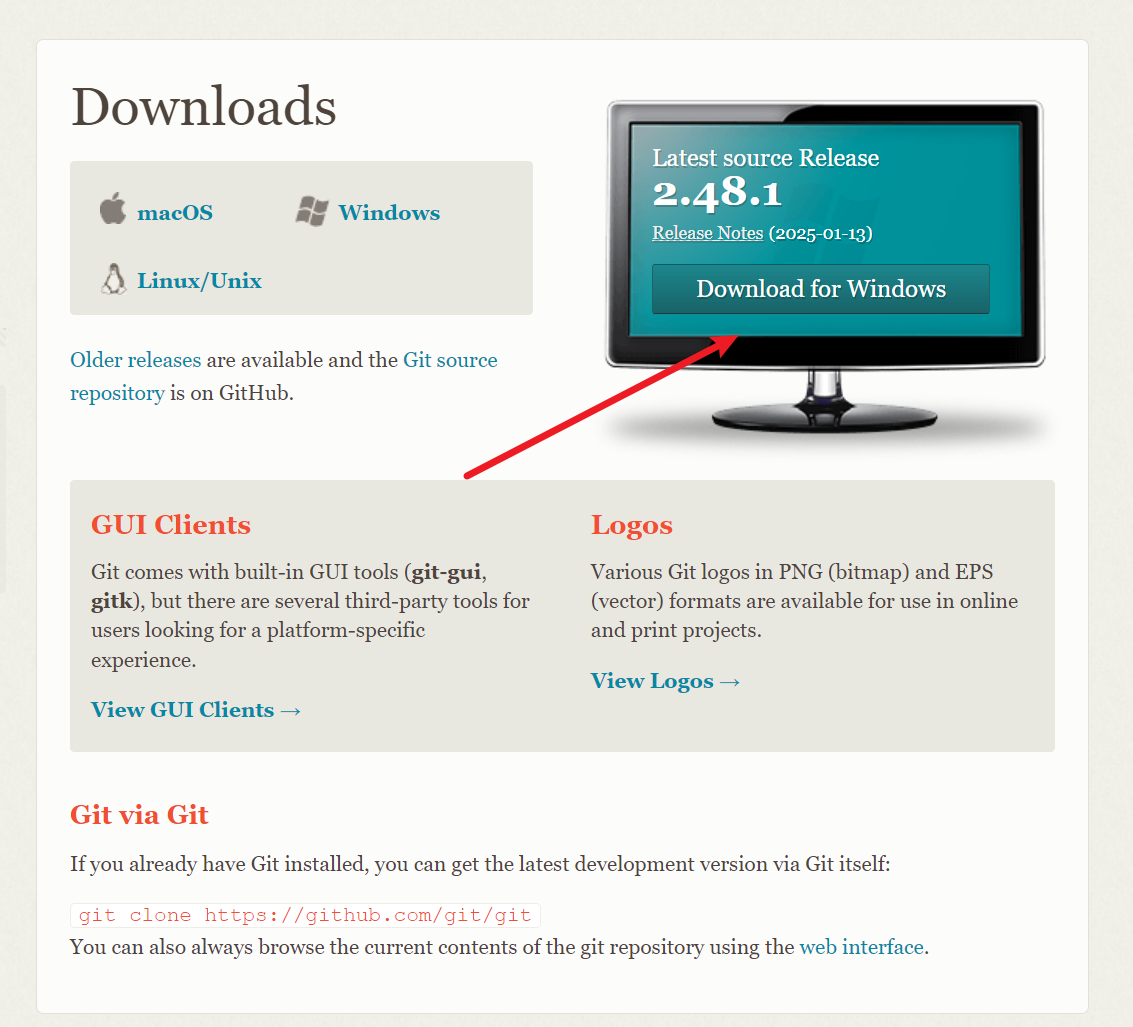 Downloads
macOS
Windows
Linux/Unix
Older releases are available and the Git source
repository is on GitHub.
Latest source Release
2.48.1
Release Notes (2025-01-13)
Download for Windows
GUI Clients
Git comes with built-in GUI tools (git-gui,
gitk), but there are several third-party tools for
users looking for a platform-specific
experience.
View GUI Clients →
Logos
Various Git logos in PNG (bitmap) and EPS
(vector) formats are available for use in online
and print projects.
View Logos →
Git via Git
If you already have Git installed, you can get the latest development version via Git itself:
git clone https://github.com/git/git
You can also always browse the current contents of the git repository using the web interface.